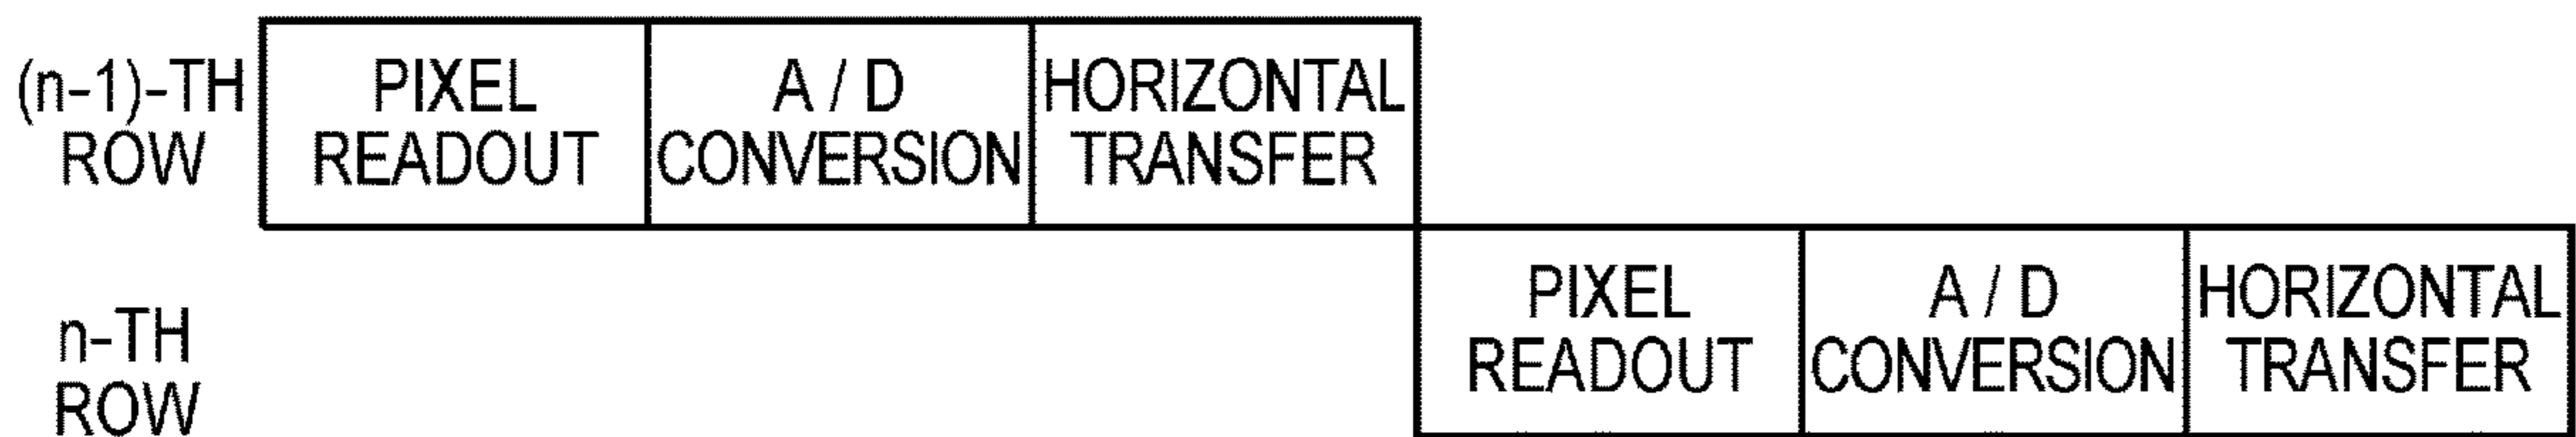 (n-1)-TH
ROW
PIXEL
READOUT
A / D
CONVERSION
HORIZONTAL
TRANSFER
n-TH
ROW
PIXEL
READOUT
A / D
CONVERSION
HORIZONTAL
TRANSFER